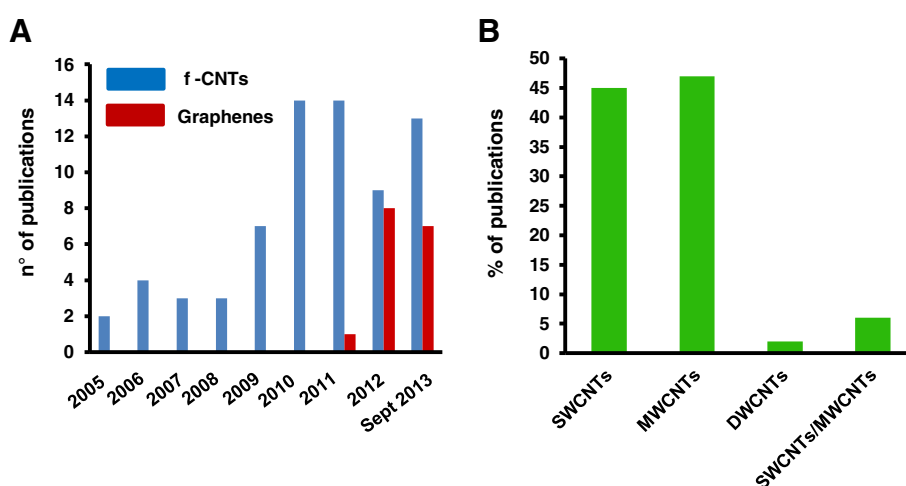 A
n° of publications
16
14
12
10
8
6
4
2
0
f -CNTs
Graphenes
2005
2006
2007
2008
2009
2010
2011
2012
Sept 2013
B
% of publications
50
45
40
35
30
25
20
15
10
5
0
SWCNTs
MWCNTs
DWCNTs
SWCNTs/MWCNTs